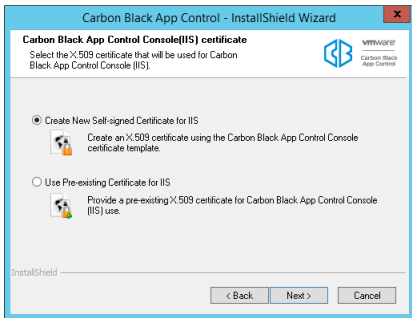 Carbon Black App Control - InstallShield Wizard
x
Carbon Black App Control Console(IIS) certificate
Select the X.509 certificate that will be used for Carbon
Black App Control Console (IIS).
vmware
Carbon Black
App Control
Create New Self-signed Certificate for IIS
Create an X.509 certificate using the Carbon Black App Control Console
certificate template.
Use Pre-existing Certificate for IIS
Provide a pre-existing X.509 certificate for Carbon Black App Control Console
(IIS) use.
InstallShield
< Back
Next >
Cancel